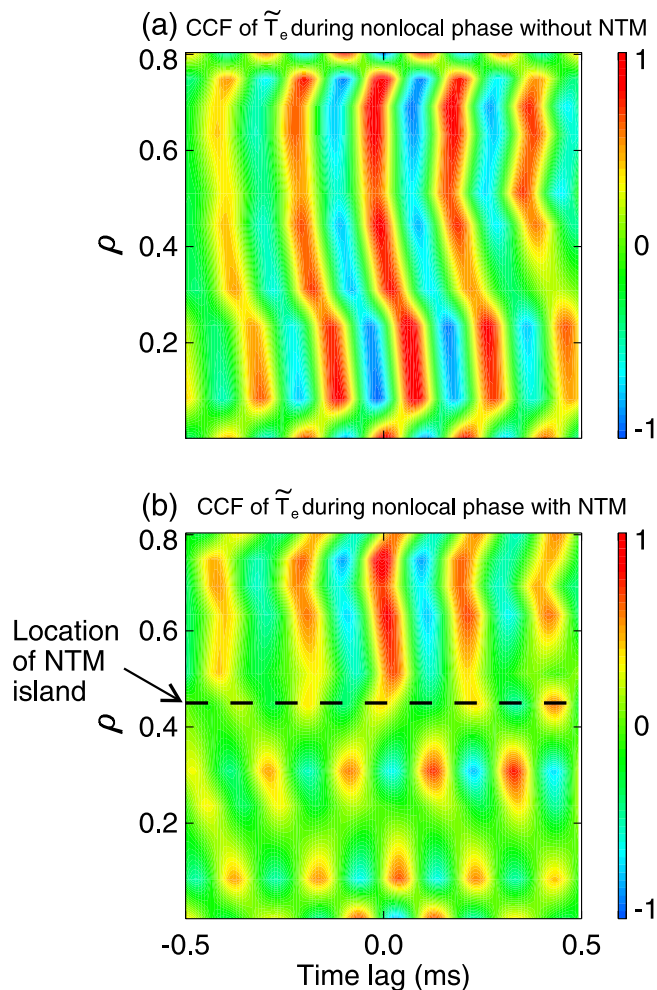 (a) CCF of T̃e during nonlocal phase without NTM
0.8
0.6
0.4
0.2
ρ
1
0
-1
(b) CCF of T̃e during nonlocal phase with NTM
0.8
0.6
0.4
0.2
ρ
Location
of NTM
island
1
0
-1
-0.5
0.0
0.5
Time lag (ms)